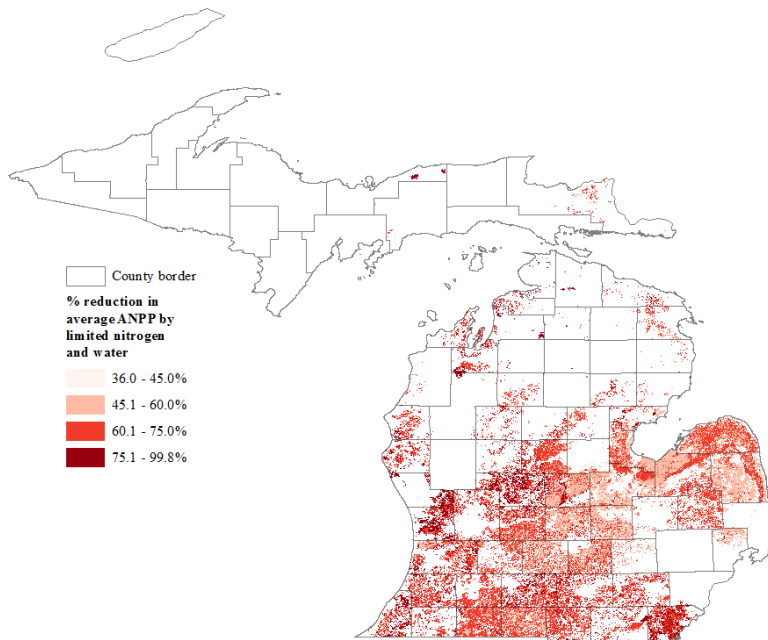 County border
% reduction in
average ANPP by
limited nitrogen
and water
36.0 - 45.0%
45.1 - 60.0%
60.1 - 75.0%
75.1 - 99.8%